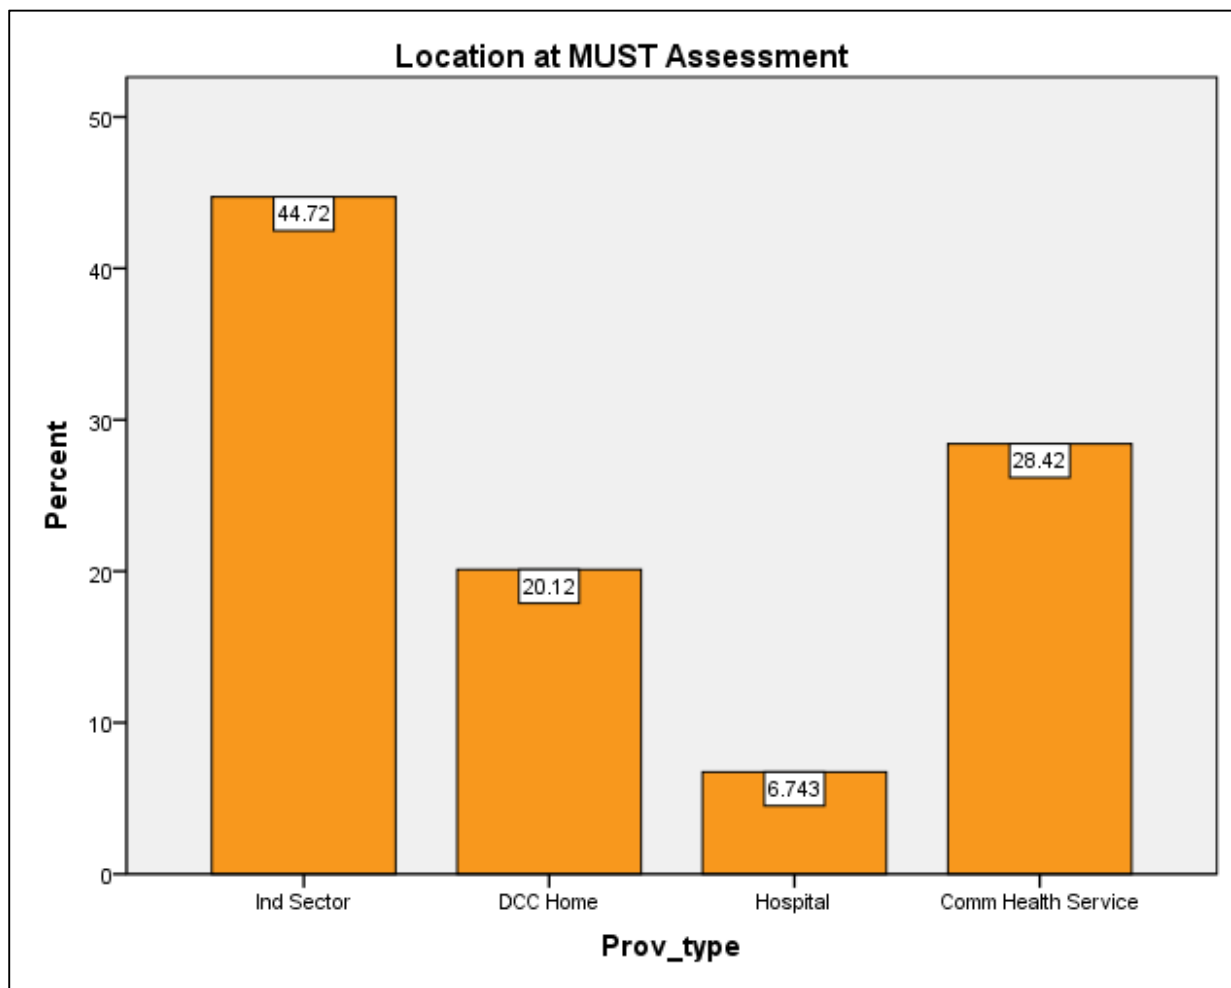 Location at MUST Assessment
Percent
50
40
30
20
10
0
44.72
20.12
6.743
28.42
Ind Sector
DCC Home
Hospital
Comm Health Service
Prov_type